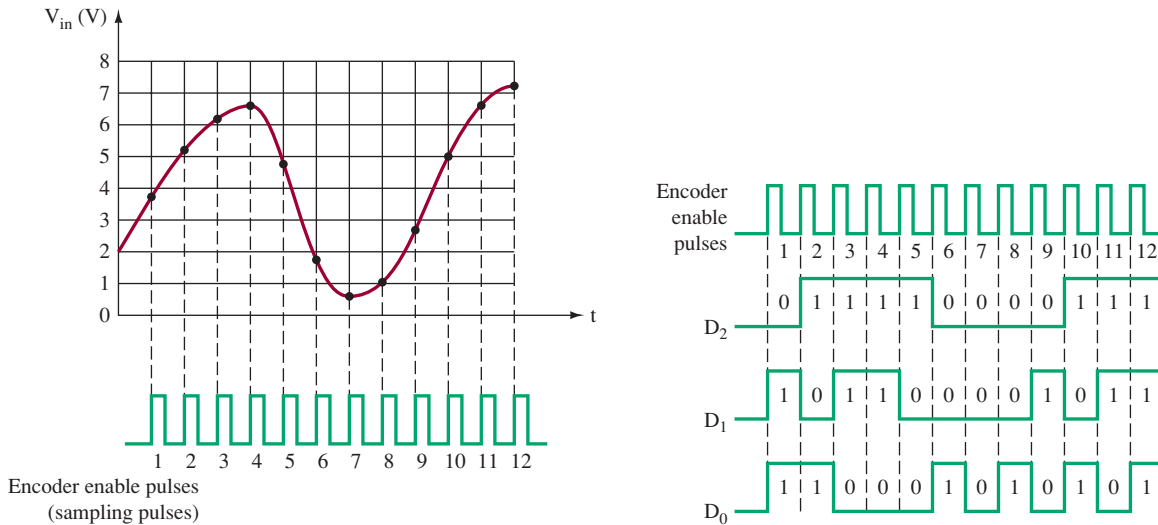 V_in (V)
8
7
6
5
4
3
2
1
0
t
1 2 3 4 5 6 7 8 9 10 11 12
Encoder enable pulses
(sampling pulses)
Encoder
enable
pulses
1 2 3 4 5 6 7 8 9 10 11 12
0 1 1 1 1 0 0 0 0 1 1 1
D_2
1 0 1 1 0 0 0 0 1 0 1 1
D_1
1 1 0 0 0 1 0 1 0 1 0 1
D_0